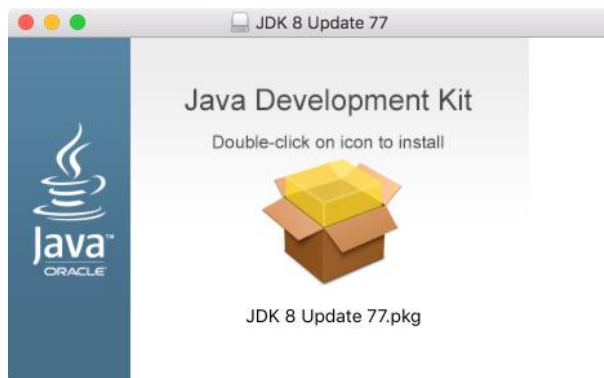 JDK 8 Update 77
Java Development Kit
Double-click on icon to install
Java™
ORACLE
JDK 8 Update 77.pkg